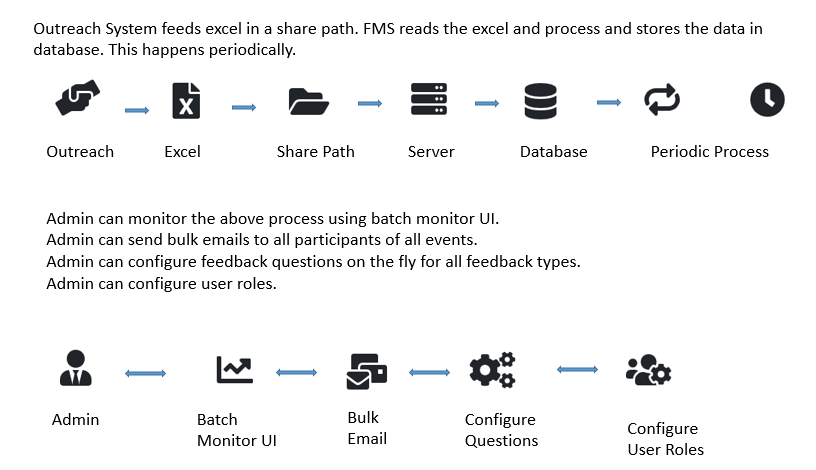 Outreach System feeds excel in a share path. FMS reads the excel and process and stores the data in
database. This happens periodically.
X
Outreach
Excel
Share Path
Server
Database
Periodic Process
Admin can monitor the above process using batch monitor UI.
Admin can send bulk emails to all participants of all events.
Admin can configure feedback questions on the fly for all feedback types.
Admin can configure user roles.
Admin
Batch
Monitor UI
Bulk
Email
Configure
Questions
Configure
User Roles